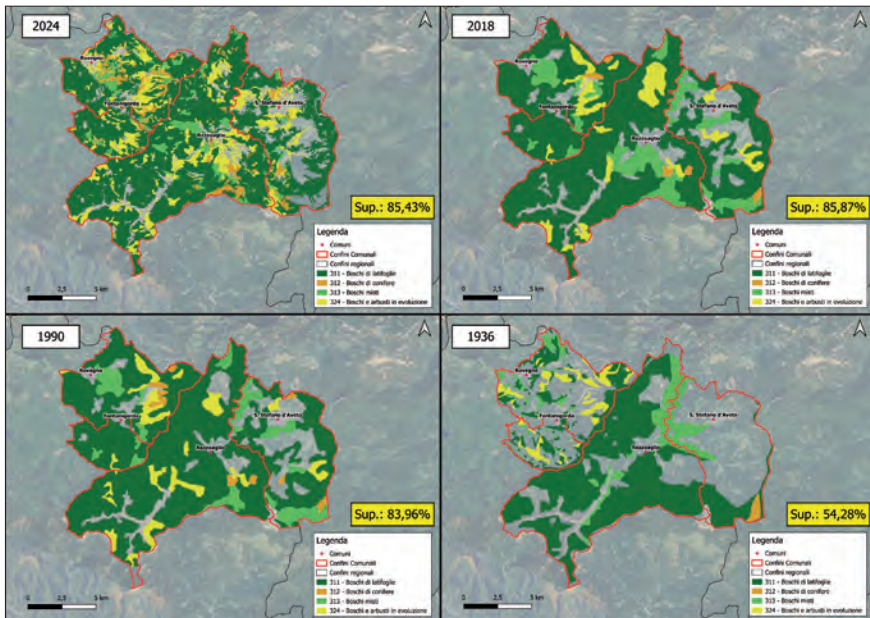 2024
Rovegno
Fontanigorda
S. Stefano d'Aveto
Rezzoaglio
Sup.: 85,43%
Legenda
Comuni
Confini Comunali
Confini regionali
311 - Boschi di latifoglie
312 - Boschi di conifere
313 - Boschi misti
324 - Boschi e arbusti in evoluzione
0 2,5 5 km
2018
Rovegno
Fontanigorda
S. Stefano d'Aveto
Rezzoaglio
Sup.: 85,87%
Legenda
Comuni
Confini Comunali
Confini regionali
311 - Boschi di latifoglie
312 - Boschi di conifere
313 - Boschi misti
324 - Boschi e arbusti in evoluzione
0 2,5 5 km
1990
Rovegno
Fontanigorda
S. Stefano d'Aveto
Rezzoaglio
Sup.: 83,96%
Legenda
Comuni
Confini Comunali
Confini regionali
311 - Boschi di latifoglie
312 - Boschi di conifere
313 - Boschi misti
324 - Boschi e arbusti in evoluzione
0 2,5 5 km
1936
Rovegno
Fontanigorda
S. Stefano d'Aveto
Rezzoaglio
Sup.: 54,28%
Legenda
Comuni
Confini Comunali
Confini regionali
311 - Boschi di latifoglie
312 - Boschi di conifere
313 - Boschi misti
324 - Boschi e arbusti in evoluzione
0 2,5 5 km